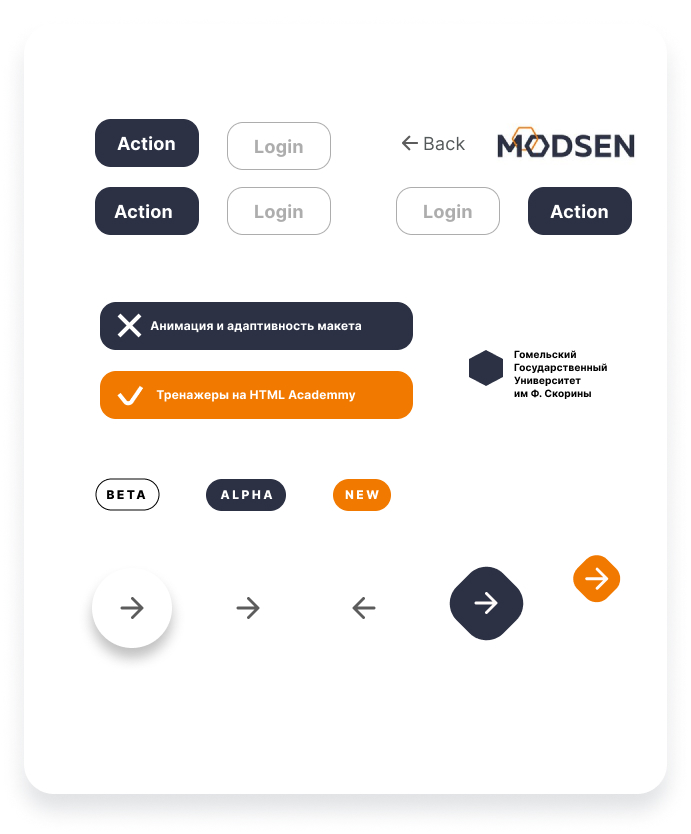 Action
Login
Back
MODSEN
Action
Login
Login
Action
Анимация и адаптивность макета
Гомельский
Государственный
Университет
им Ф. Скорины
Тренажеры на HTML Academmy
BETA
ALPHA
NEW